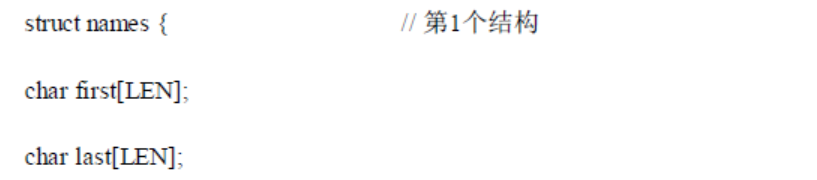 struct names { // 第1个结构
char first[LEN];
char last[LEN];